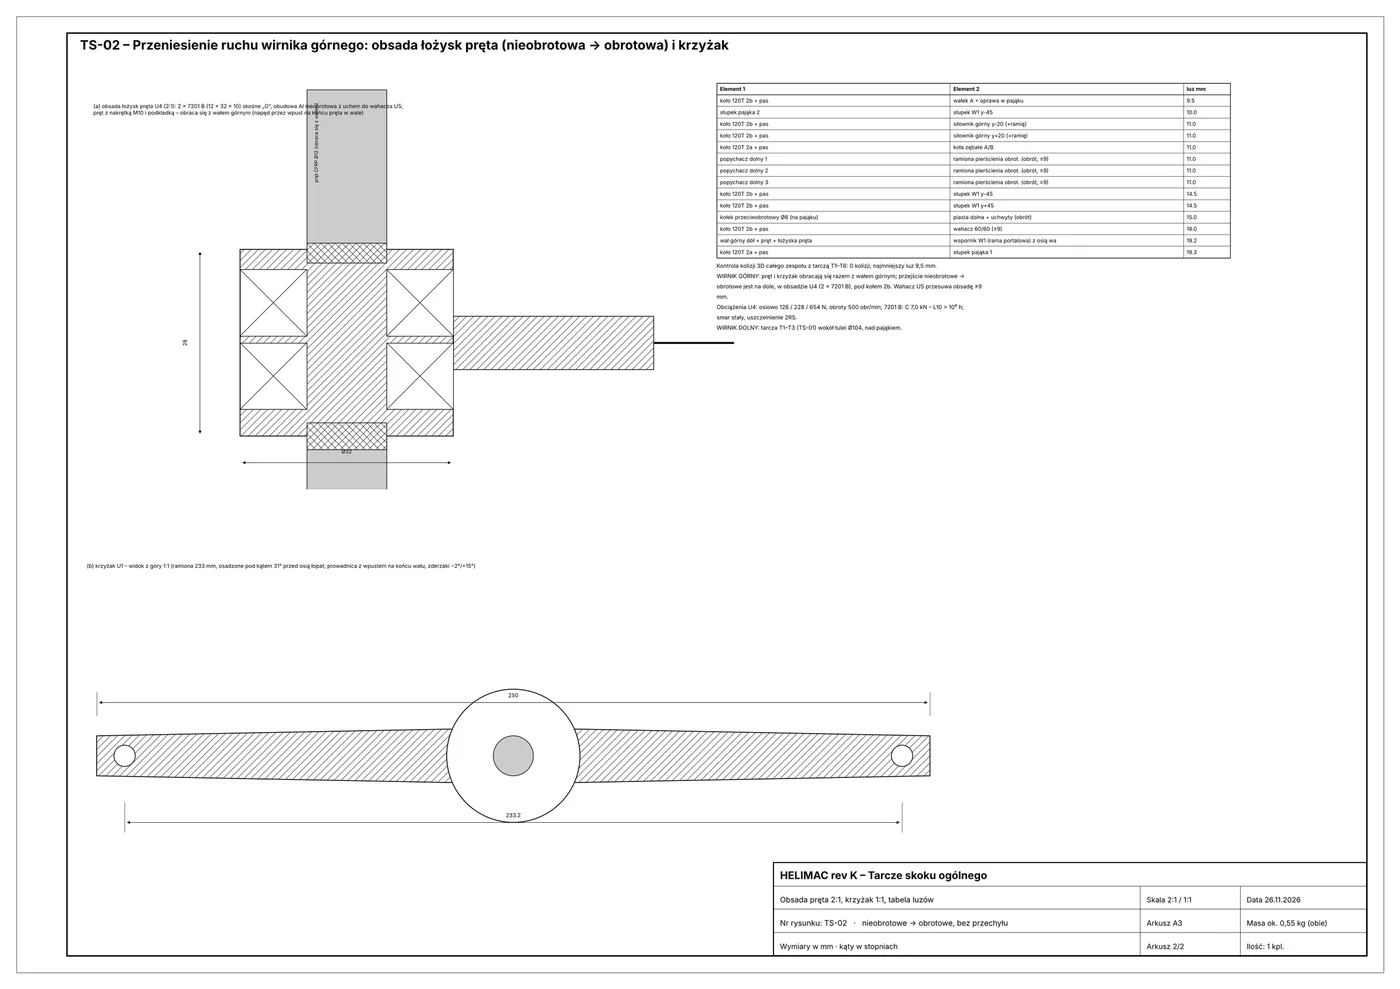 TS-02 – Przeniesienie ruchu wirnika górnego: obsada łożysk pręta (nieobrotowa → obrotowa) i krzyżak
(a) obsada łożysk pręta U4 (2:1): 2 × 7201 B (12 × 32 × 10) skośne „O”, obudowa Al nieobrotowa z uchem do wahacza U5;
pręt z nakrętką M10 i podkładką – obraca się z wałem górnym (napęd przez wpust na końcu pręta w wale)
pręt CFRP Ø12 (obraca się z
28
Ø32
Element 1 Element 2 luz mm
koło 120T 2b + pas wałek A + oprawa w pająku 9.5
słupek pająka 2 słupek W1 y-45 10.0
koło 120T 2b + pas siłownik górny y-20 (+ramię) 11.0
koło 120T 2b + pas siłownik górny y+20 (+ramię) 11.0
koło 120T 2a + pas koła zębate A/B 11.0
popychacz dolny 1 ramiona pierścienia obrot. (obrót, ±9) 11.0
popychacz dolny 2 ramiona pierścienia obrot. (obrót, ±9) 11.0
popychacz dolny 3 ramiona pierścienia obrot. (obrót, ±9) 11.0
koło 120T 2b + pas słupek W1 y-45 14.5
koło 120T 2b + pas słupek W1 y+45 14.5
kołek przeciwobrotowy Ø8 (na pająku) piasta dolna + uchwyty (obrót) 15.0
koło 120T 2b + pas wahacz 60/60 (±9) 18.0
wał górny dół + pręt + łożyska pręta wspornik W1 (rama portalowa) z osią wa 19.2
koło 120T 2a + pas słupek pająka 1 19.3
Kontrola kolizji 3D całego zespołu z tarczą T1–T6: 0 kolizji, najmniejszy luz 9,5 mm.
WIRNIK GÓRNY: pręt i krzyżak obracają się razem z wałem górnym; przejście nieobrotowe →
obrotowe jest na dole, w obsadzie U4 (2 × 7201 B), pod kołem 2b. Wahacz U5 przesuwa obsadę ±9
mm.
Obciążenia U4: osiowo 126 / 228 / 654 N, obroty 500 obr/min; 7201 B: C 7,0 kN – L10 > 10⁶ h;
smar stały, uszczelnienie 2RS.
WIRNIK DOLNY: tarcza T1–T3 (TS-01) wokół tulei Ø104, nad pająkiem.
(b) krzyżak U1 – widok z góry 1:1 (ramiona 233 mm, osadzone pod kątem 31° przed osią łopat; prowadnica z wpustem na końcu wału, zderzaki −2°/+15°)
250
233.2
HELIMAC rev K – Tarcze skoku ogólnego
Obsada pręta 2:1, krzyżak 1:1, tabela luzów Skala 2:1 / 1:1 Data 26.11.2026
Nr rysunku: TS-02 · nieobrotowe → obrotowe, bez przechyłu Arkusz A3 Masa ok. 0,55 kg (obie)
Wymiary w mm · kąty w stopniach Arkusz 2/2 Ilość: 1 kpl.